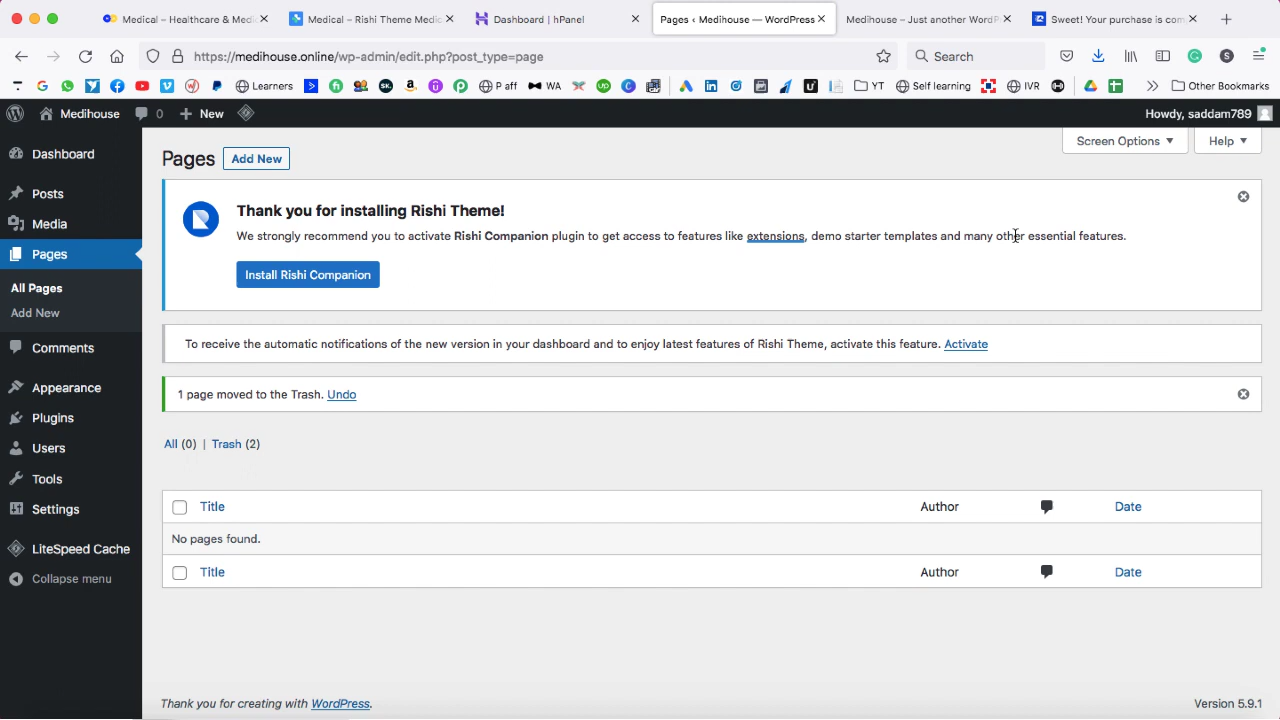 Medical – Healthcare & Medi
Medical – Rishi Theme Medic
Dashboard | hPanel
Pages ‹ Medihouse — WordPress
Medihouse – Just another WordP
Sweet! Your purchase is com
https://medihouse.online/wp-admin/edit.php?post_type=page
Search
Learners
P aff
WA
YT
Self learning
IVR
Other Bookmarks
Medihouse
0
New
Howdy, saddam789
Dashboard
Posts
Media
Pages
All Pages
Add New
Comments
Appearance
Plugins
Users
Tools
Settings
LiteSpeed Cache
Collapse menu
Screen Options
Help
Pages
Add New
Thank you for installing Rishi Theme!
We strongly recommend you to activate Rishi Companion plugin to get access to features like extensions, demo starter templates and many other essential features.
Install Rishi Companion
To receive the automatic notifications of the new version in your dashboard and to enjoy latest features of Rishi Theme, activate this feature. Activate
1 page moved to the Trash. Undo
All (0) | Trash (2)
Title Author Date
No pages found.
Title Author Date
Thank you for creating with WordPress.
Version 5.9.1